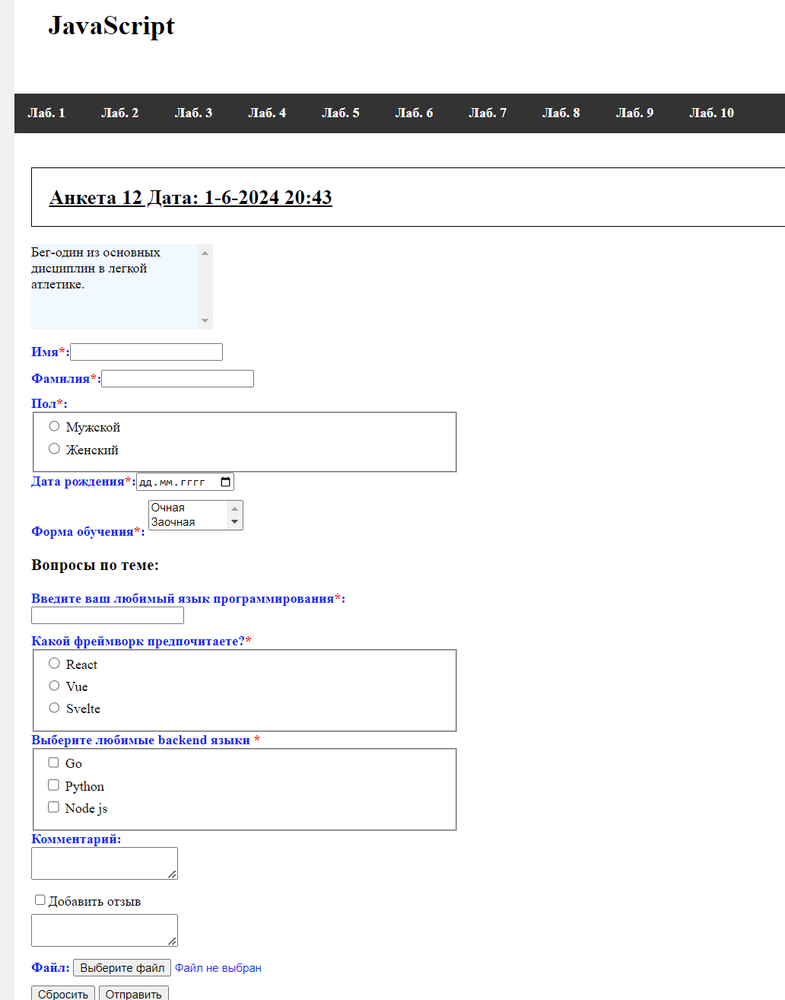 JavaScript
Лаб. 1 Лаб. 2 Лаб. 3 Лаб. 4 Лаб. 5 Лаб. 6 Лаб. 7 Лаб. 8 Лаб. 9 Лаб. 10
Анкета 12 Дата: 1-6-2024 20:43
Бег-один из основных
дисциплин в легкой
атлетике.
Имя*:
Фамилия*:
Пол*:
Мужской
Женский
Дата рождения*: дд.мм.гггг
Очная
Заочная
Форма обучения*:
Вопросы по теме:
Введите ваш любимый язык программирования*:
Какой фреймворк предпочитаете?*
React
Vue
Svelte
Выберите любимые backend языки *
Go
Python
Node js
Комментарий:
Добавить отзыв
Файл: Выберите файл Файл не выбран
Сбросить Отправить